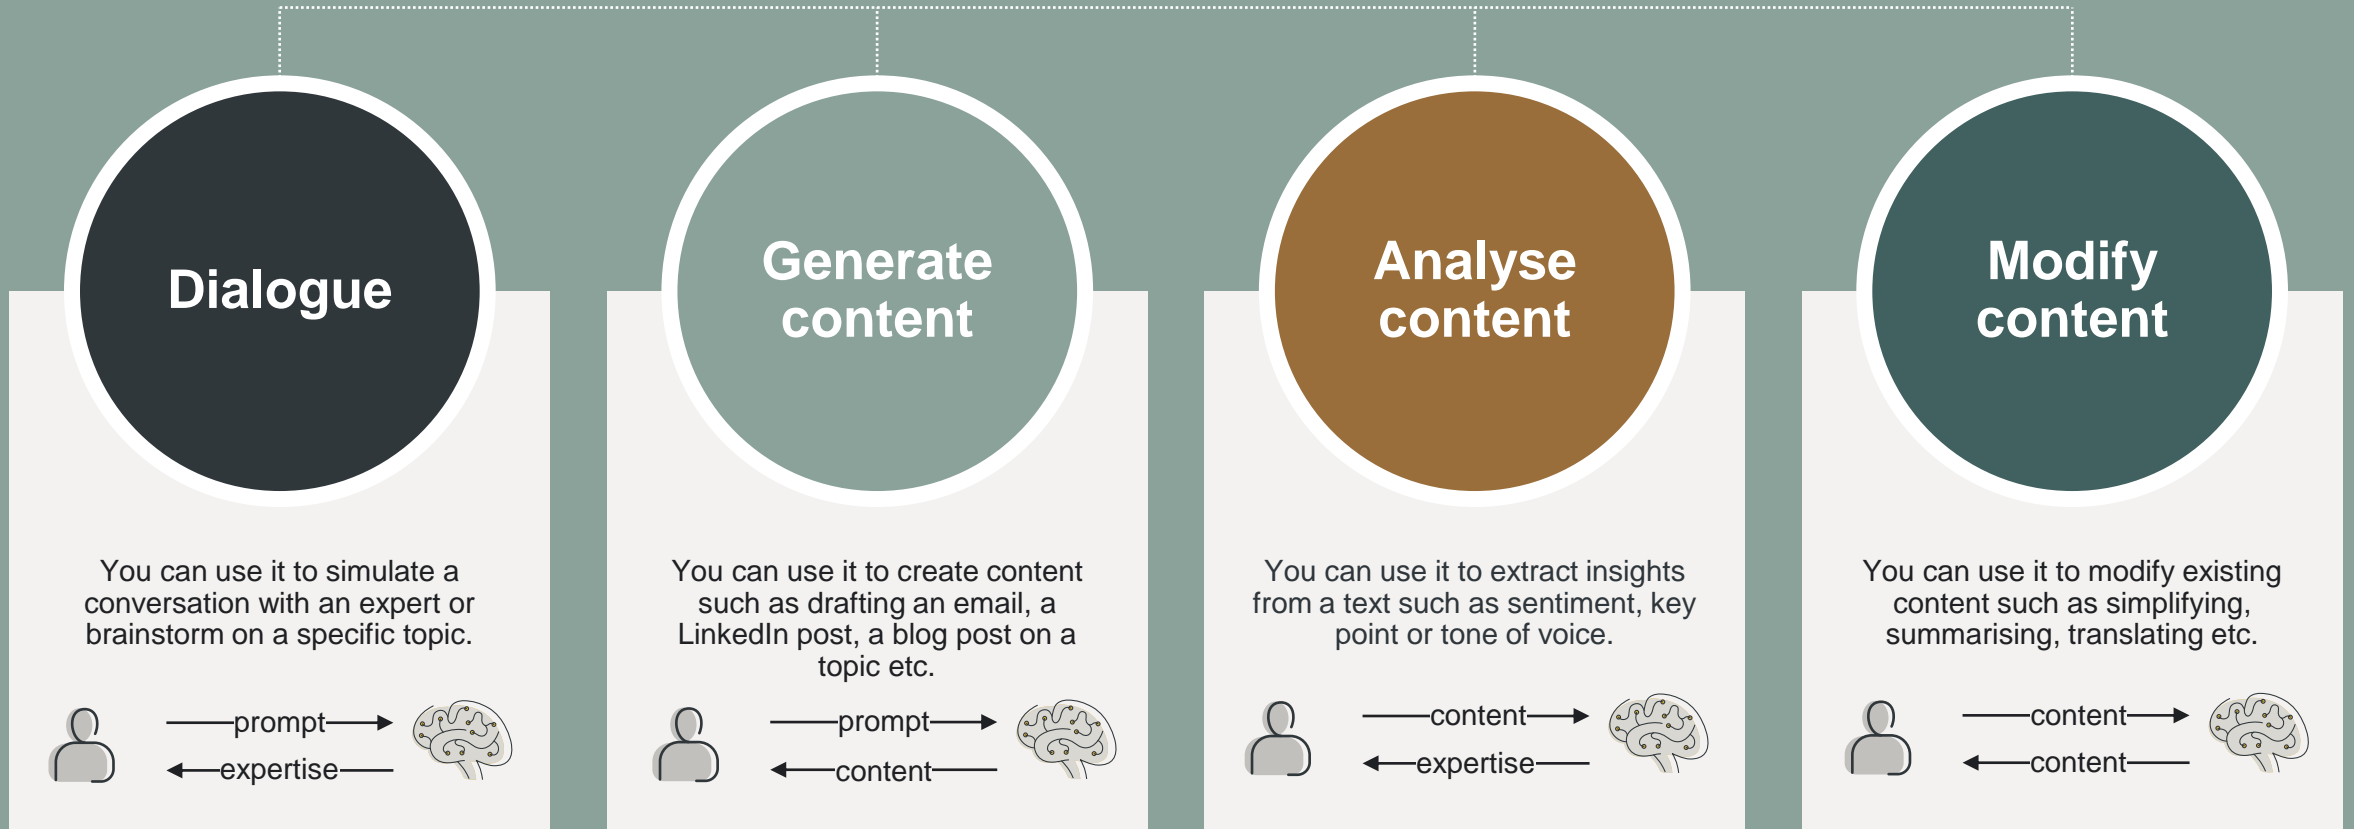 Dialogue
You can use it to simulate a
conversation with an expert or
brainstorm on a specific topic.
prompt
expertise
Generate
content
You can use it to create content
such as drafting an email, a
LinkedIn post, a blog post on a
topic etc.
prompt
content
Analyse
content
You can use it to extract insights
from a text such as sentiment, key
point or tone of voice.
content
expertise
Modify
content
You can use it to modify existing
content such as simplifying,
summarising, translating etc.
content
content